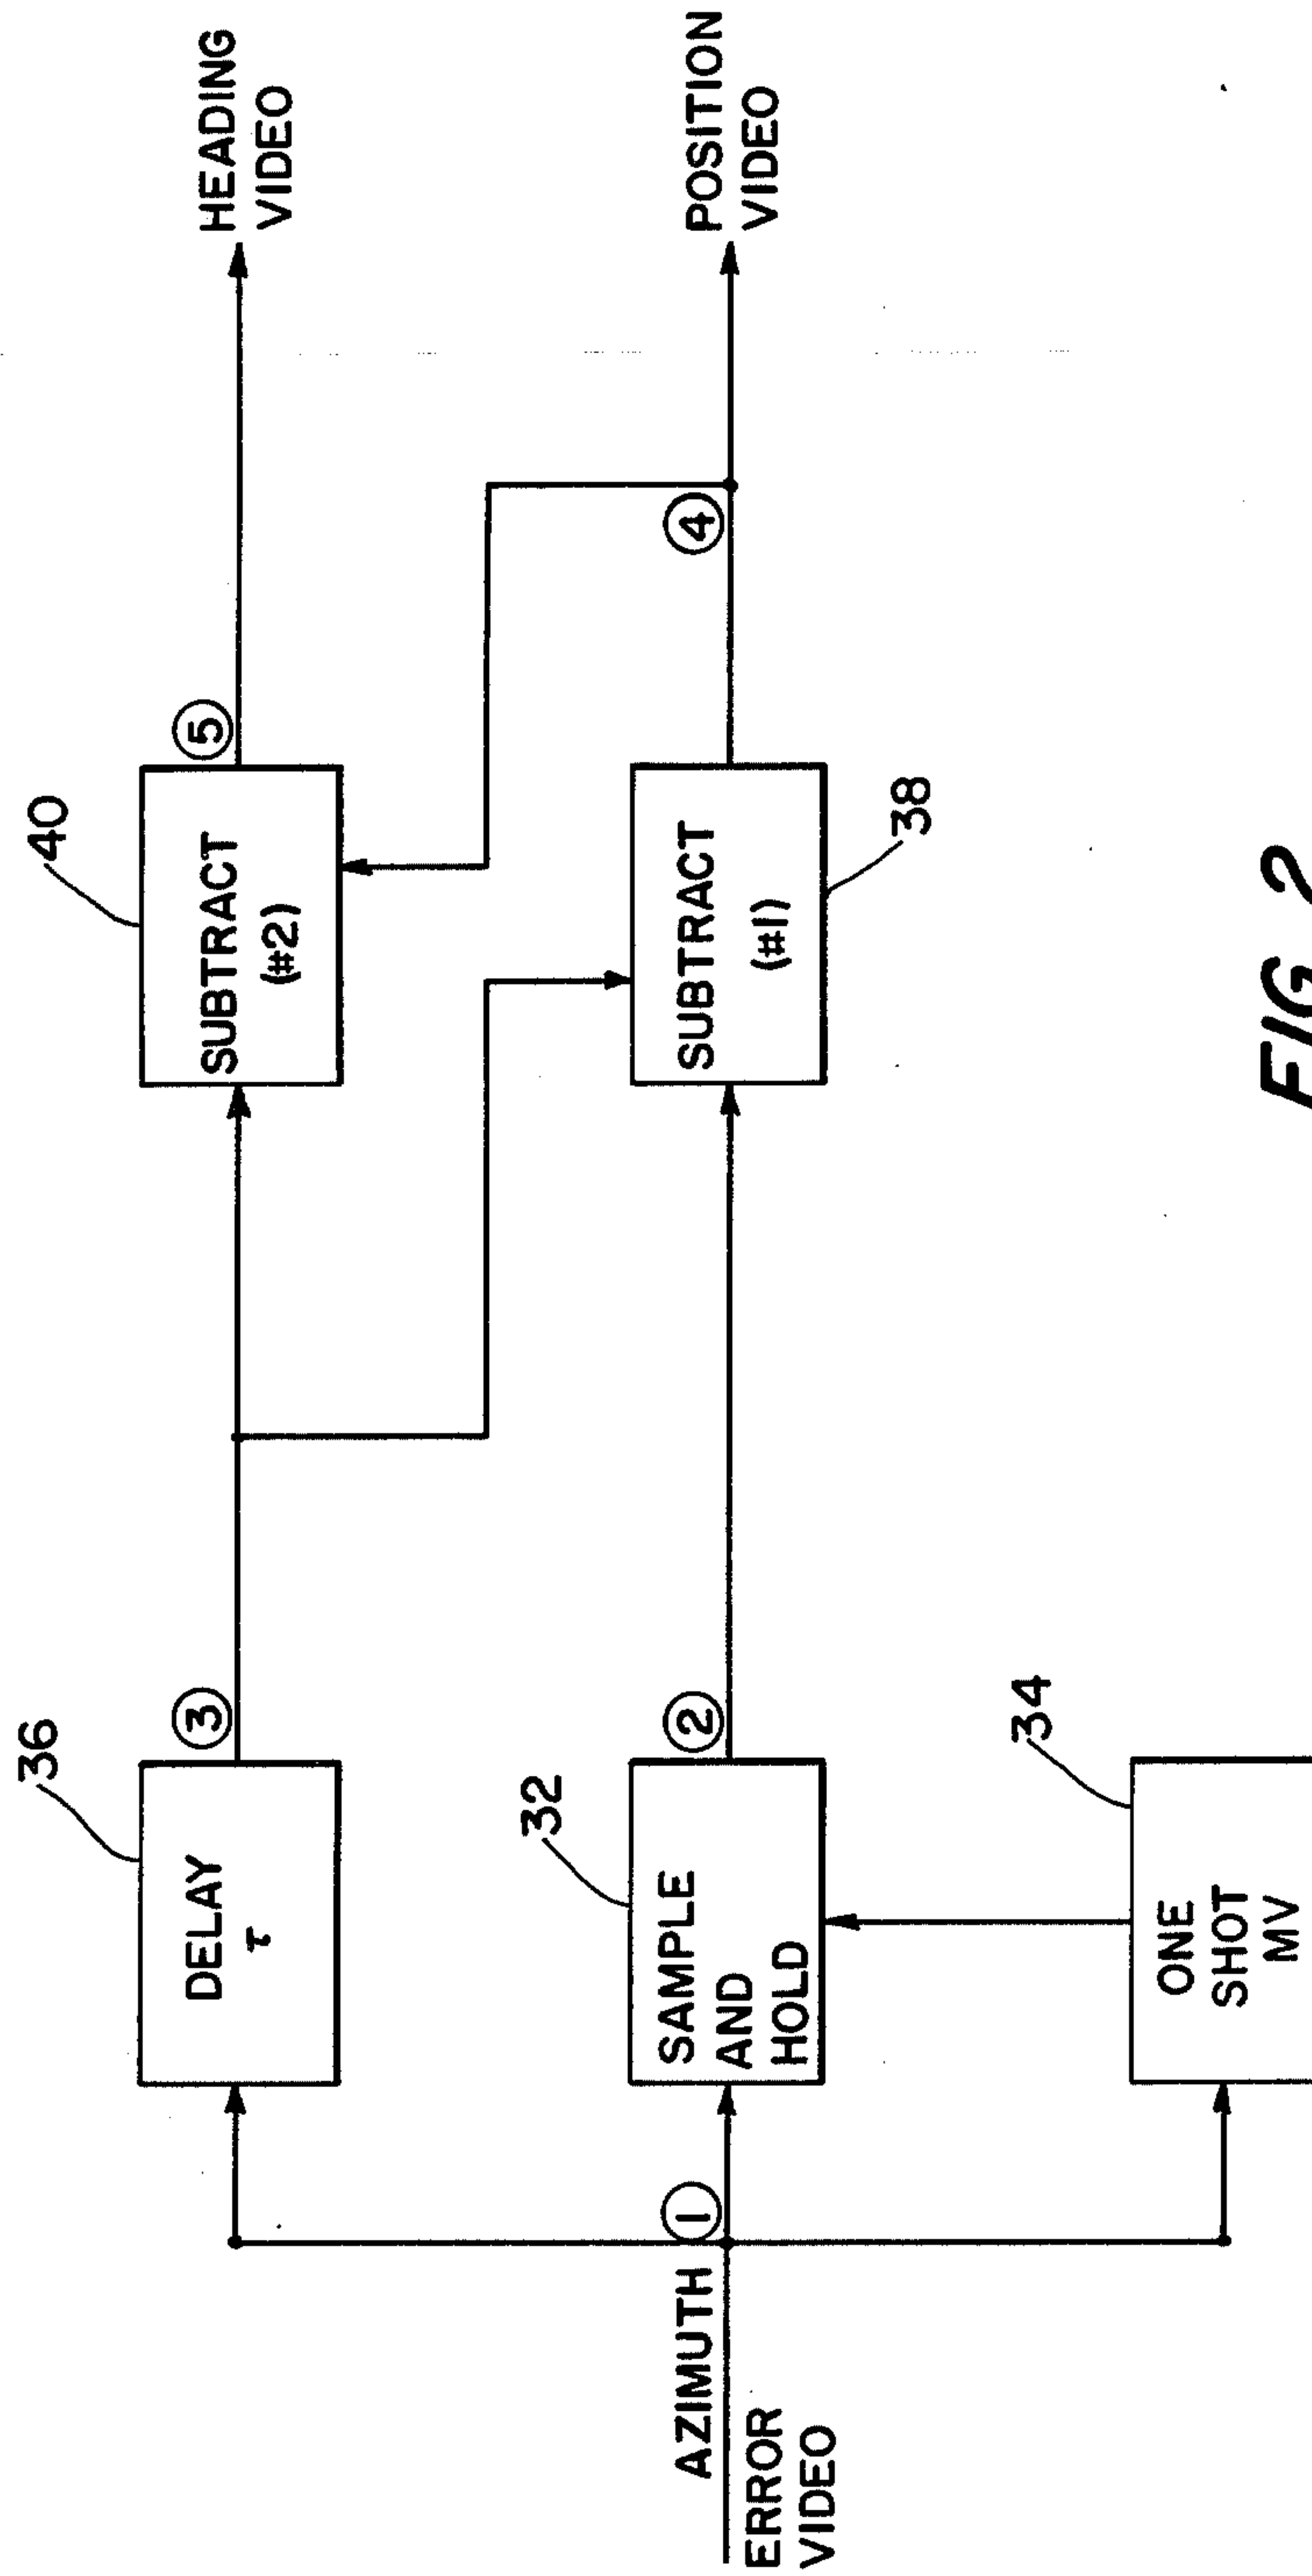 36
DELAY
τ
③
40
SUBTRACT
(#2)
⑤
HEADING
VIDEO
AZIMUTH
ERROR
VIDEO
①
32
SAMPLE
AND
HOLD
②
SUBTRACT
(#1)
38
④
POSITION
VIDEO
34
ONE
SHOT
MV
FIG. 2